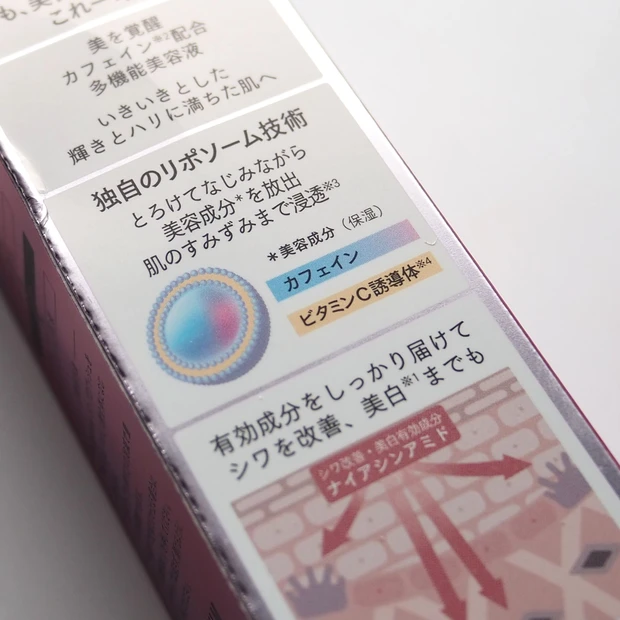 も、美
これ一
美を覚醒
カフェイン※2配合
多機能美容液
いきいきとした
輝きとハリに満ちた肌へ
独自のリポソーム技術
とろけてなじみながら
美容成分*を放出
肌のすみずみまで浸透※3
*美容成分（保湿）
カフェイン
ビタミンC誘導体※4
有効成分をしっかり届けて
シワを改善、美白※1までも
シワ改善・美白有効成分
ナイアシンアミド